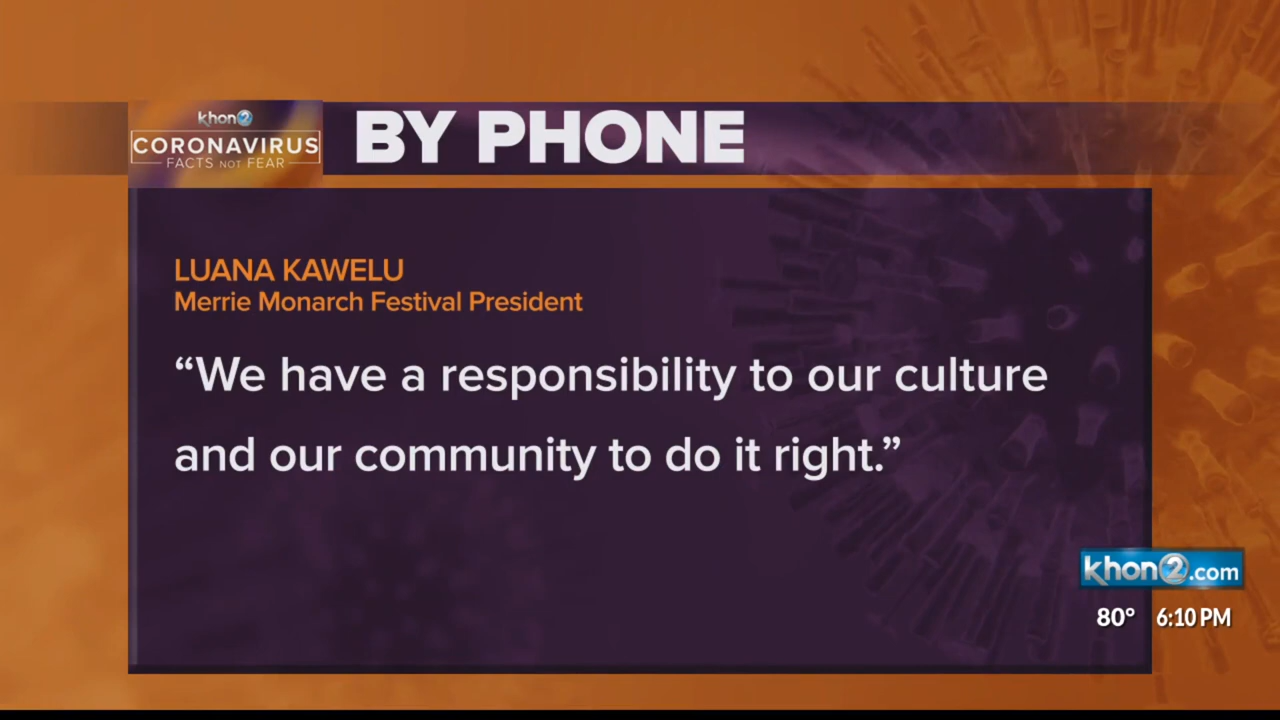 khon2
CORONAVIRUS
FACTS NOT FEAR
BY PHONE
LUANA KAWELU
Merrie Monarch Festival President
“We have a responsibility to our culture
and our community to do it right.”
khon2.com
80° 6:10 PM